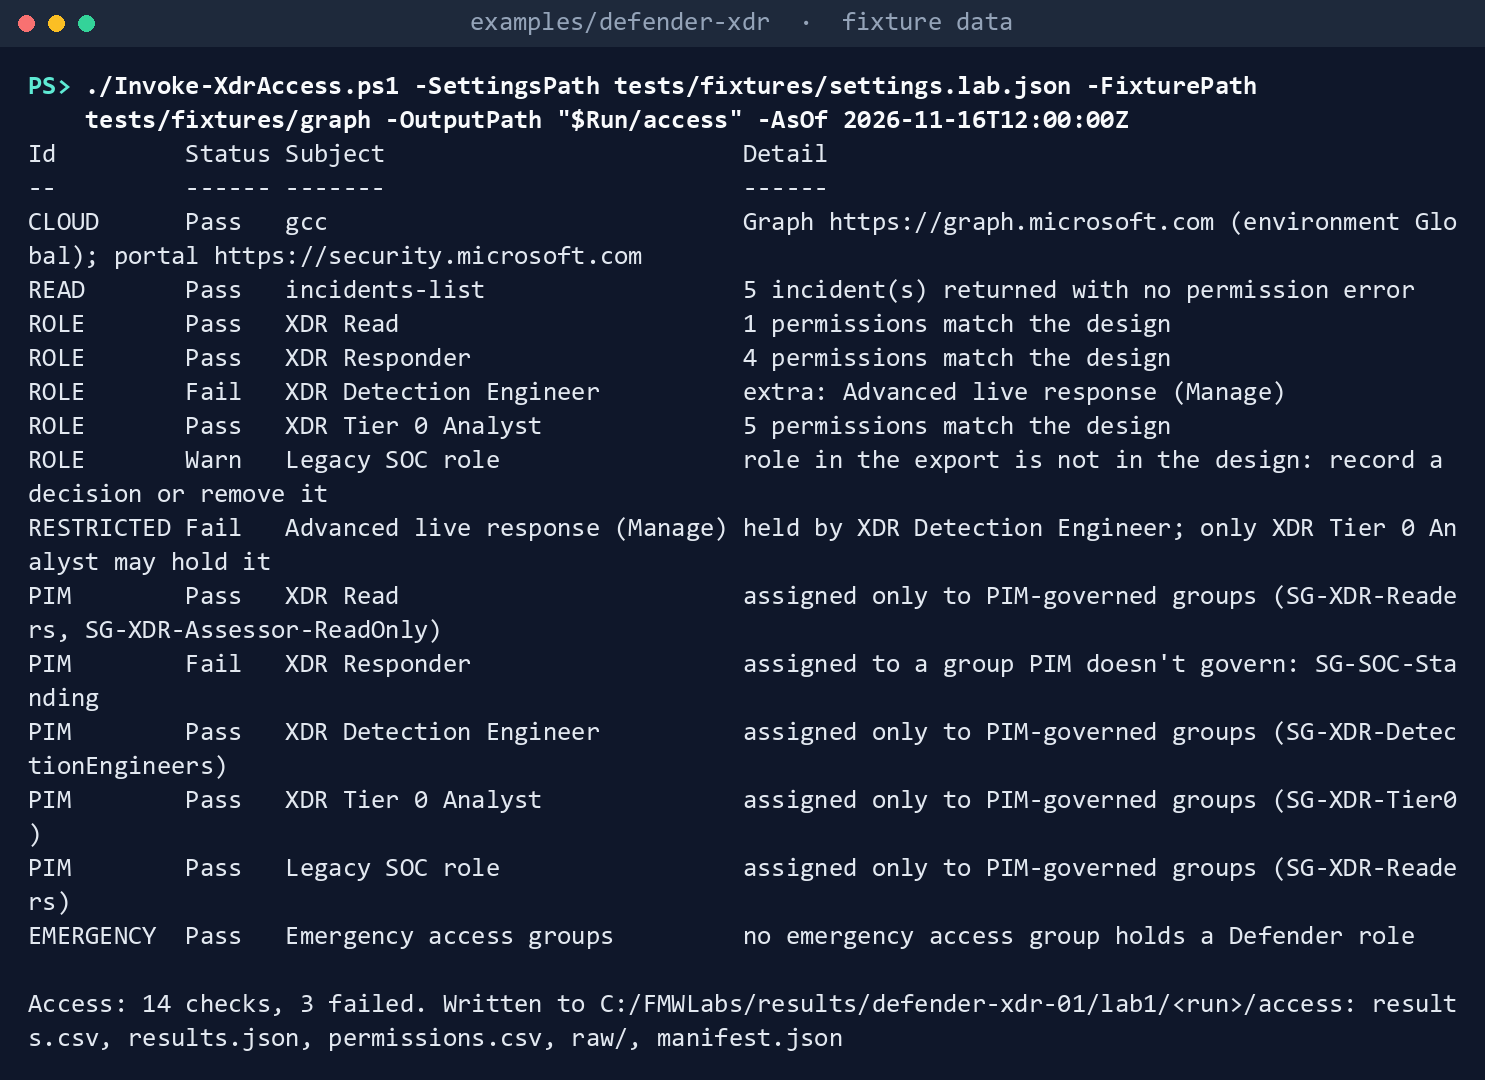 examples/defender-xdr · fixture data
PS> ./Invoke-XdrAccess.ps1 -SettingsPath tests/fixtures/settings.lab.json -FixturePath
    tests/fixtures/graph -OutputPath "$Run/access" -AsOf 2026-11-16T12:00:00Z
Id         Status Subject                         Detail
--         ------ -------                         ------
CLOUD      Pass   gcc                             Graph https://graph.microsoft.com (environment Glo
bal); portal https://security.microsoft.com
READ       Pass   incidents-list                  5 incident(s) returned with no permission error
ROLE       Pass   XDR Read                        1 permissions match the design
ROLE       Pass   XDR Responder                   4 permissions match the design
ROLE       Fail   XDR Detection Engineer          extra: Advanced live response (Manage)
ROLE       Pass   XDR Tier 0 Analyst              5 permissions match the design
ROLE       Warn   Legacy SOC role                 role in the export is not in the design: record a
decision or remove it
RESTRICTED Fail   Advanced live response (Manage) held by XDR Detection Engineer; only XDR Tier 0 An
alyst may hold it
PIM        Pass   XDR Read                        assigned only to PIM-governed groups (SG-XDR-Reade
rs, SG-XDR-Assessor-ReadOnly)
PIM        Fail   XDR Responder                   assigned to a group PIM doesn't govern: SG-SOC-Sta
nding
PIM        Pass   XDR Detection Engineer          assigned only to PIM-governed groups (SG-XDR-Detec
tionEngineers)
PIM        Pass   XDR Tier 0 Analyst              assigned only to PIM-governed groups (SG-XDR-Tier0
)
PIM        Pass   Legacy SOC role                 assigned only to PIM-governed groups (SG-XDR-Reade
rs)
EMERGENCY  Pass   Emergency access groups         no emergency access group holds a Defender role
Access: 14 checks, 3 failed. Written to C:/FMWLabs/results/defender-xdr-01/lab1/<run>/access: result
s.csv, results.json, permissions.csv, raw/, manifest.json